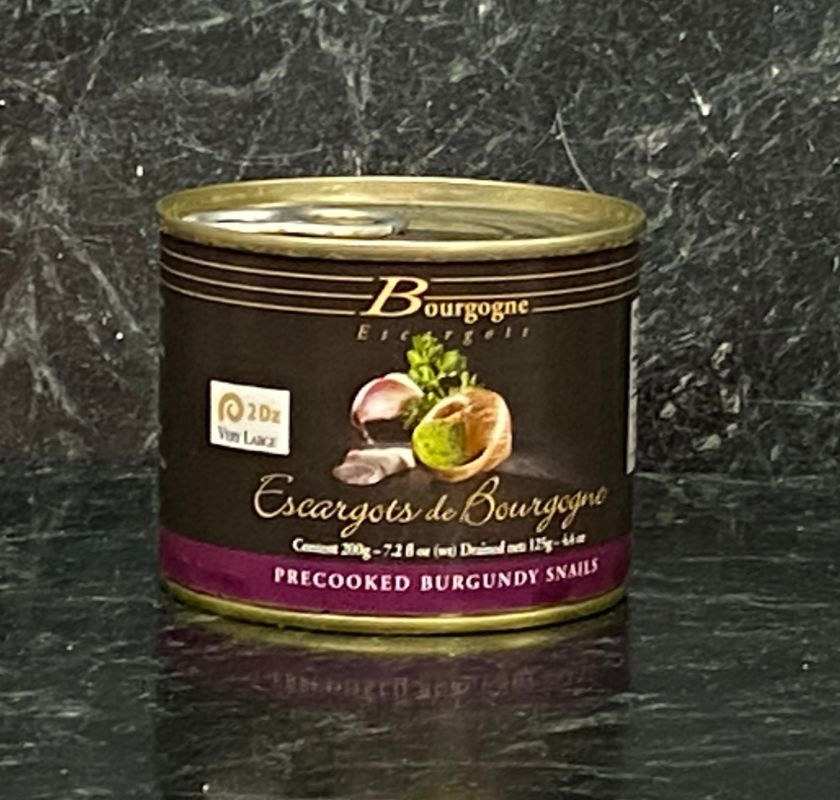 Bourgogne
Escargots
2Dz
Very Large
Escargots de Bourgogne
Content 200g - 7.2 fl oz (wt) Drained net: 125g - 4.4 oz
PRECOOKED BURGUNDY SNAILS